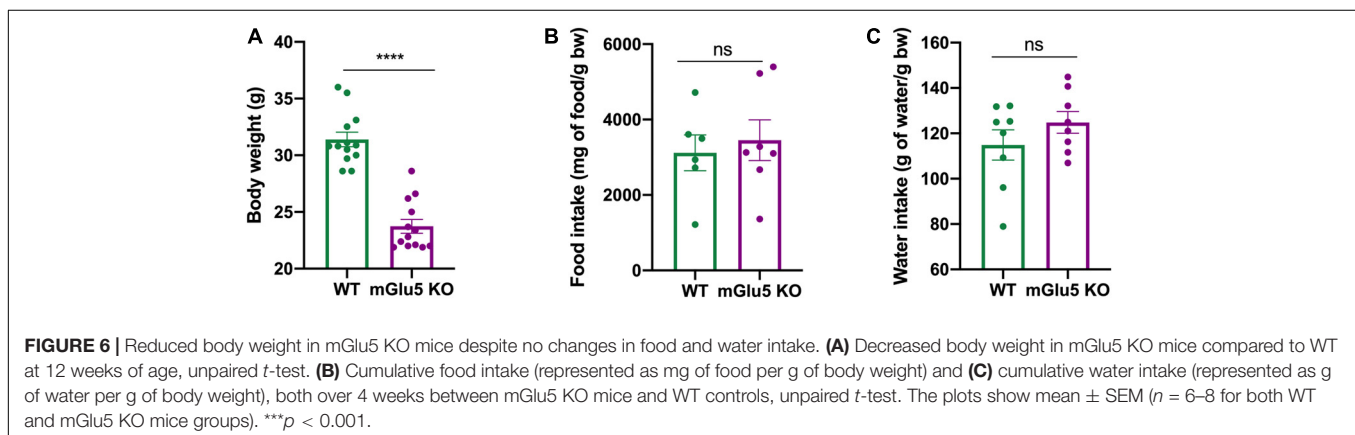 A
B
C
Body weight (g)
40
35
30
25
20
****
WT mGlu5 KO
Food intake (mg of food/g bw)
6000
4000
2000
0
ns
WT mGlu5 KO
Water intake (g of water/g bw)
160
140
120
100
80
60
ns
WT mGlu5 KO
FIGURE 6 | Reduced body weight in mGlu5 KO mice despite no changes in food and water intake. (A) Decreased body weight in mGlu5 KO mice compared to WT
at 12 weeks of age, unpaired t-test. (B) Cumulative food intake (represented as mg of food per g of body weight) and (C) cumulative water intake (represented as g
of water per g of body weight), both over 4 weeks between mGlu5 KO mice and WT controls, unpaired t-test. The plots show mean ± SEM (n = 6–8 for both WT
and mGlu5 KO mice groups). ***p < 0.001.